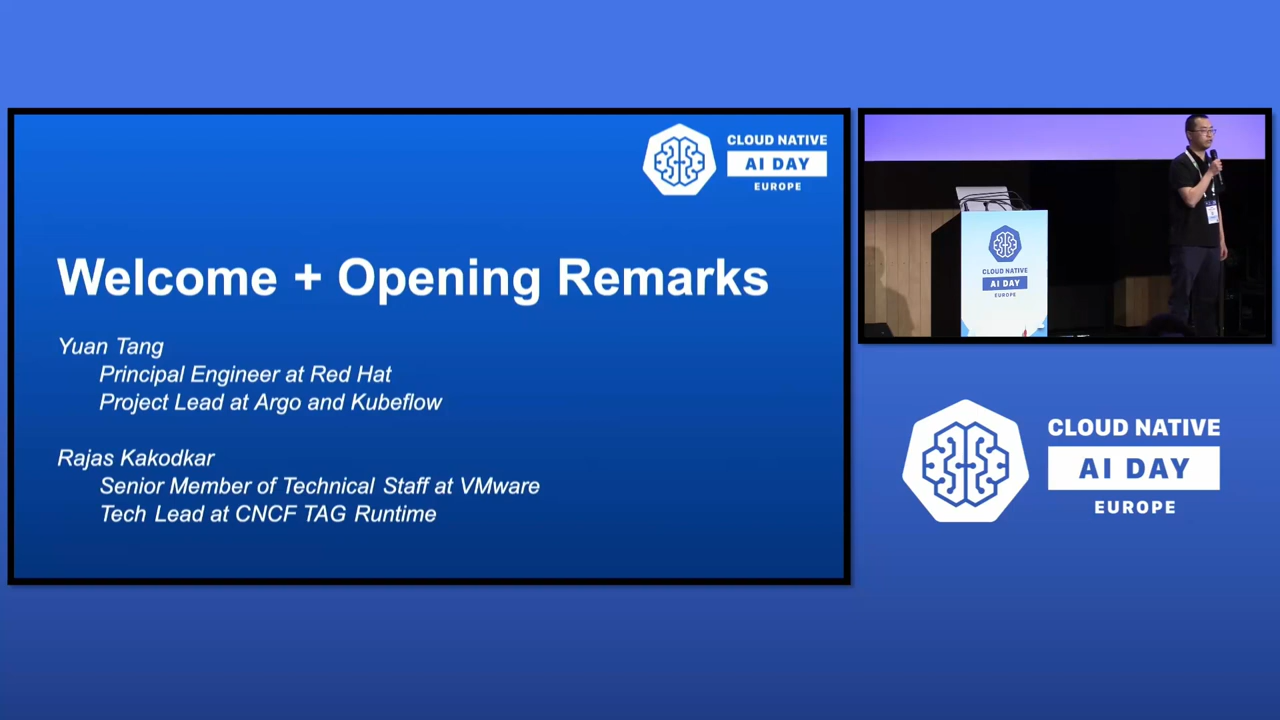 CLOUD NATIVE
AI DAY
EUROPE
Welcome + Opening Remarks
Yuan Tang
Principal Engineer at Red Hat
Project Lead at Argo and Kubeflow
Rajas Kakodkar
Senior Member of Technical Staff at VMware
Tech Lead at CNCF TAG Runtime
CLOUD NATIVE
AI DAY
EUROPE
CLOUD NATIVE
AI DAY
EUROPE